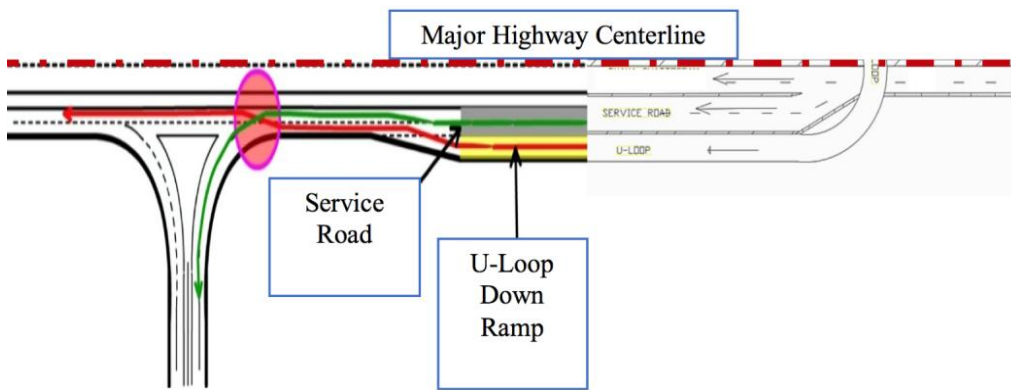 Major Highway Centerline
SERVICE ROAD
U-LOOP
Service
Road
U-Loop
Down
Ramp